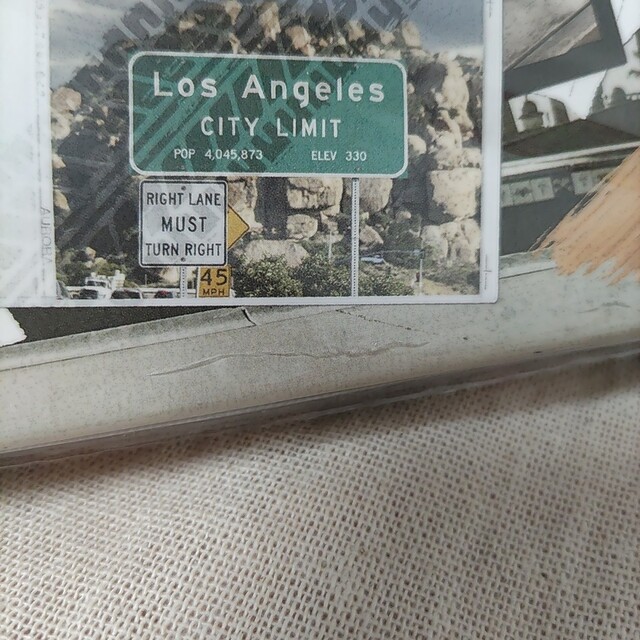 Los Angeles
CITY LIMIT
POP 4,045,873 ELEV 330
RIGHT LANE
MUST
TURN RIGHT
45
MPH